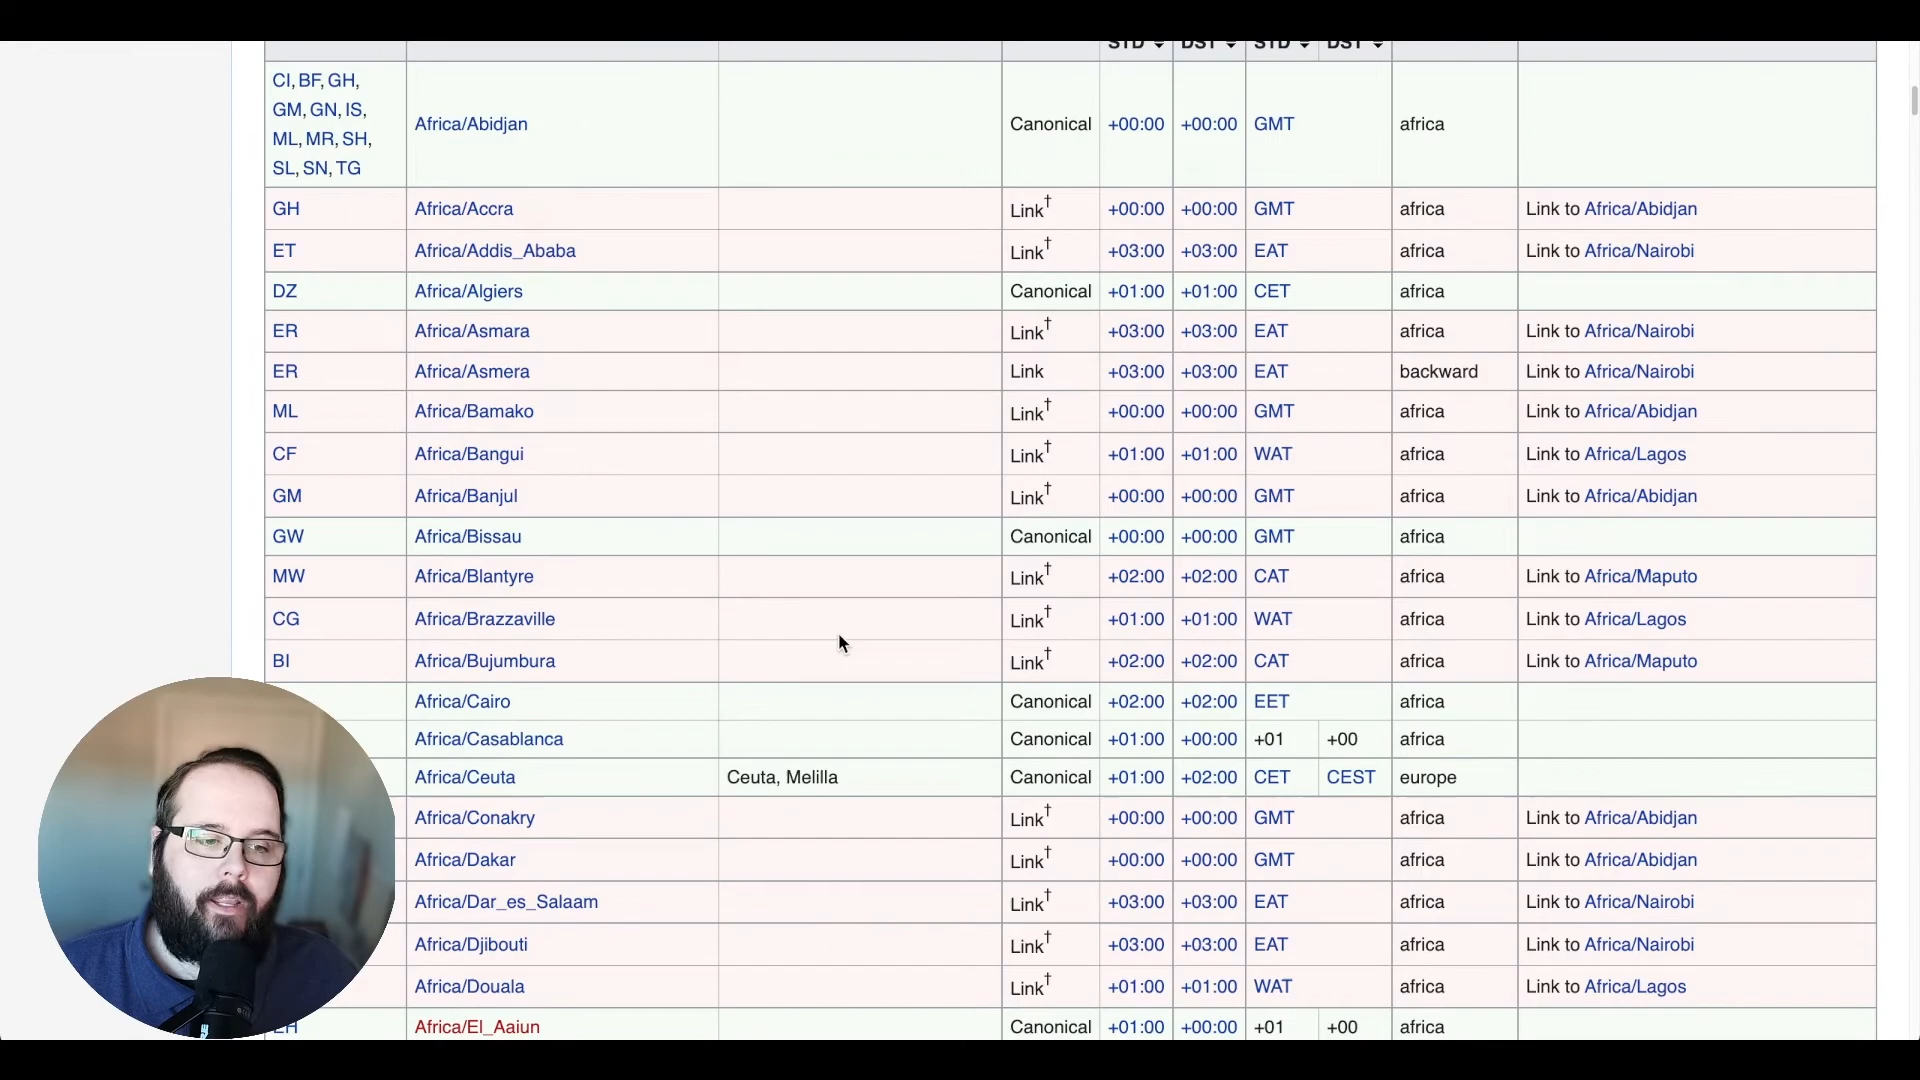 STD DST STD DST
CI, BF, GH,
GM, GN, IS,
ML, MR, SH,
SL, SN, TG
Africa/Abidjan Canonical +00:00 +00:00 GMT africa
GH Africa/Accra Link† +00:00 +00:00 GMT africa Link to Africa/Abidjan
ET Africa/Addis_Ababa Link† +03:00 +03:00 EAT africa Link to Africa/Nairobi
DZ Africa/Algiers Canonical +01:00 +01:00 CET africa
ER Africa/Asmara Link† +03:00 +03:00 EAT africa Link to Africa/Nairobi
ER Africa/Asmera Link +03:00 +03:00 EAT backward Link to Africa/Nairobi
ML Africa/Bamako Link† +00:00 +00:00 GMT africa Link to Africa/Abidjan
CF Africa/Bangui Link† +01:00 +01:00 WAT africa Link to Africa/Lagos
GM Africa/Banjul Link† +00:00 +00:00 GMT africa Link to Africa/Abidjan
GW Africa/Bissau Canonical +00:00 +00:00 GMT africa
MW Africa/Blantyre Link† +02:00 +02:00 CAT africa Link to Africa/Maputo
CG Africa/Brazzaville Link† +01:00 +01:00 WAT africa Link to Africa/Lagos
BI Africa/Bujumbura Link† +02:00 +02:00 CAT africa Link to Africa/Maputo
Africa/Cairo Canonical +02:00 +02:00 EET africa
Africa/Casablanca Canonical +01:00 +00:00 +01 +00 africa
Africa/Ceuta Ceuta, Melilla Canonical +01:00 +02:00 CET CEST europe
Africa/Conakry Link† +00:00 +00:00 GMT africa Link to Africa/Abidjan
Africa/Dakar Link† +00:00 +00:00 GMT africa Link to Africa/Abidjan
Africa/Dar_es_Salaam Link† +03:00 +03:00 EAT africa Link to Africa/Nairobi
Africa/Djibouti Link† +03:00 +03:00 EAT africa Link to Africa/Nairobi
Africa/Douala Link† +01:00 +01:00 WAT africa Link to Africa/Lagos
EH Africa/El_Aaiun Canonical +01:00 +00:00 +01 +00 africa